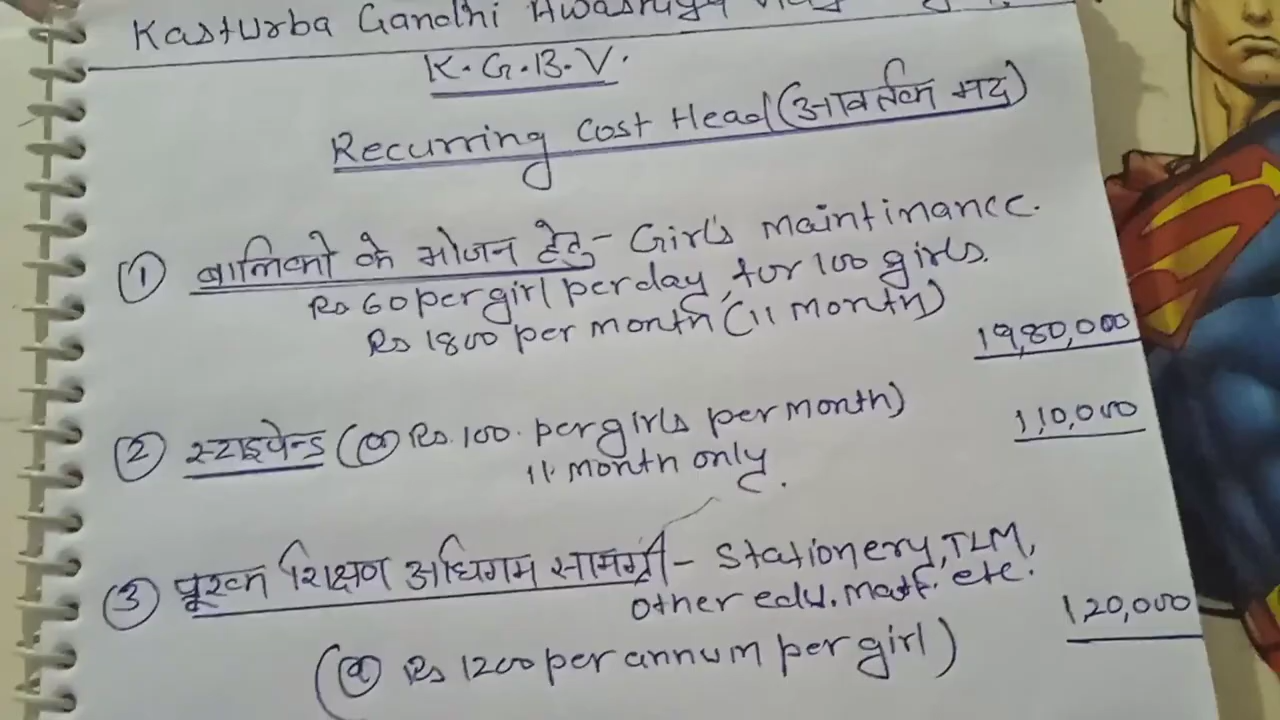 Kasturba Gandhi Awashiya
K.G.B.V.
Recurring Cost Head (आवर्तक मद)
① बालिको के भोजन हेतु - Girl's maintinance.
Rs 60 per girl per day, for 100 girls.
Rs 1800 per month (11 month)
19,80,000
② स्टाइपेन्ड (@ Rs. 100. per girls per month)
11 month only.
1,10,000
③ पूरक शिक्षण अधिगम सामग्री - Stationery, TLM,
other edu. matt. etc.
1,20,000
(@ Rs 1200 per annum per girl)